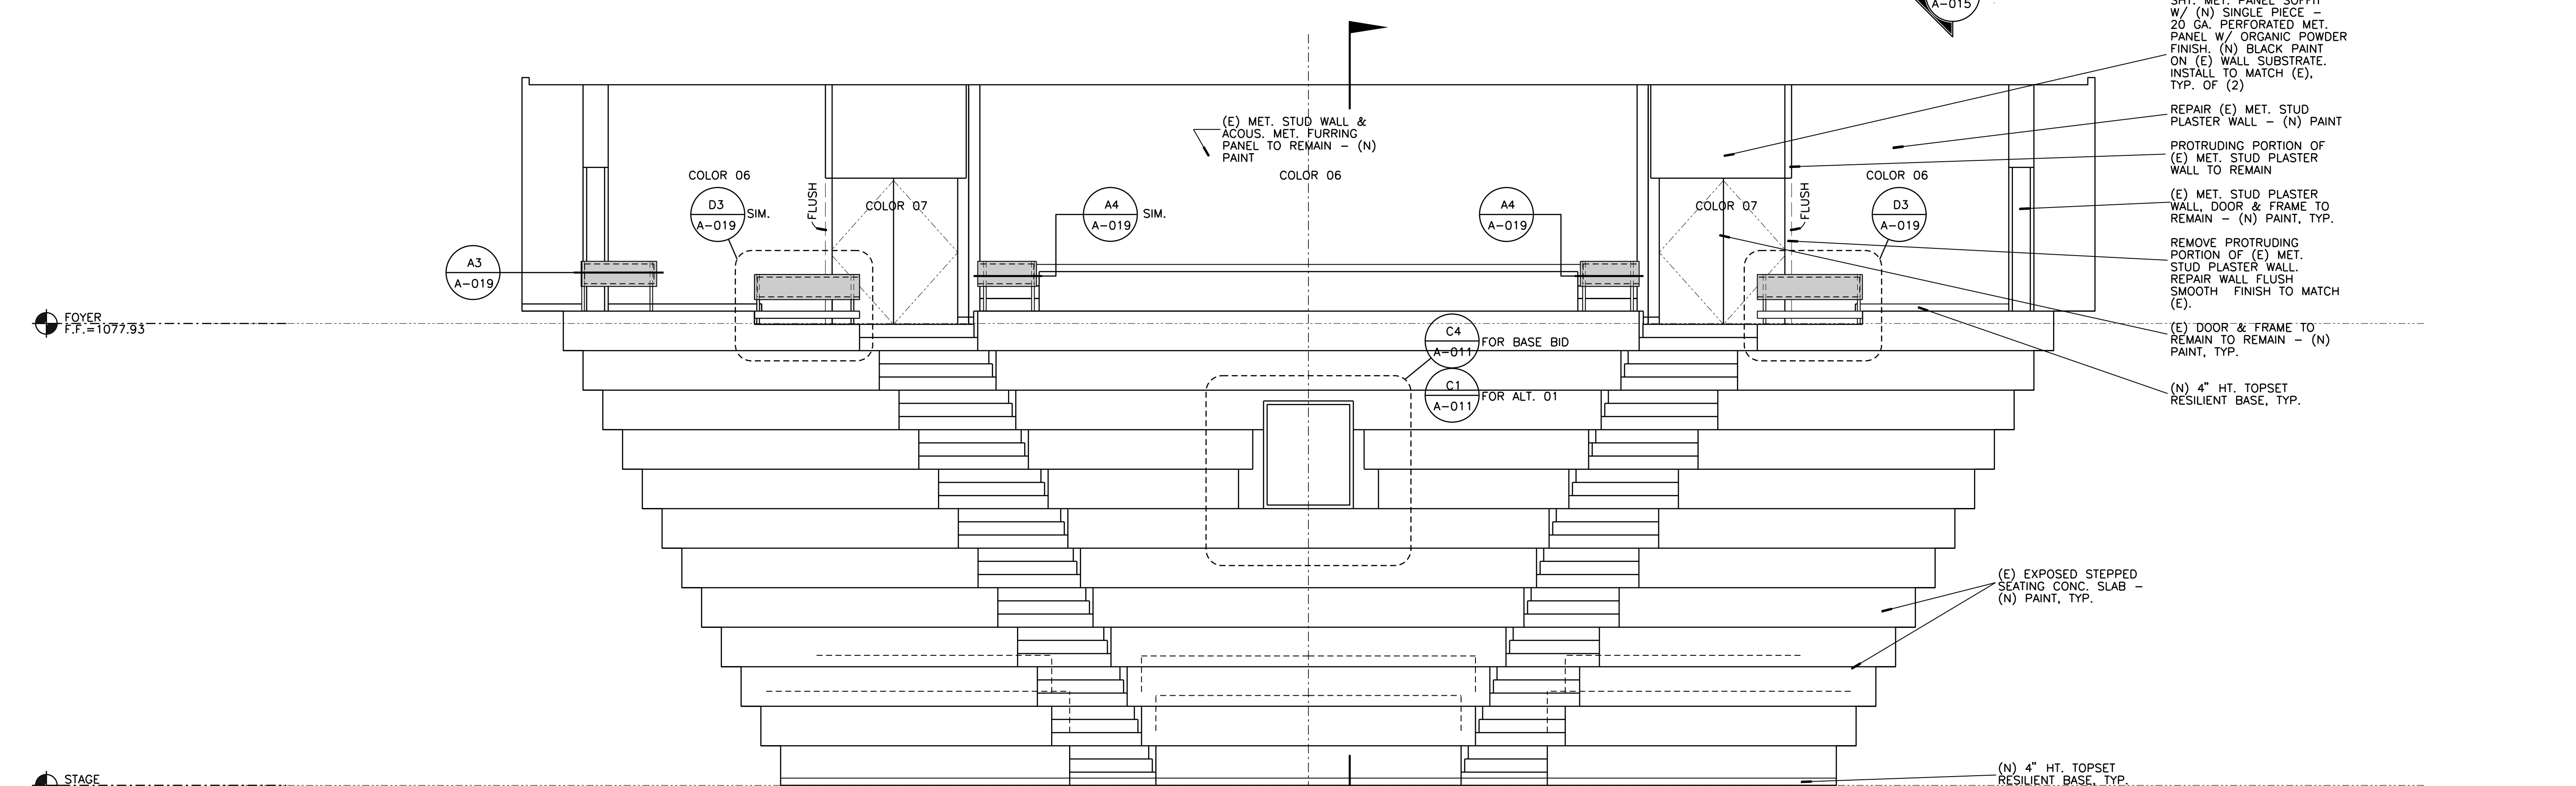 A-015
SHT. MET. PANEL SOFFIT
W/ (N) SINGLE PIECE -
20 GA. PERFORATED MET.
PANEL W/ ORGANIC POWDER
FINISH. (N) BLACK PAINT
ON (E) WALL SUBSTRATE.
INSTALL TO MATCH (E),
TYP. OF (2)
REPAIR (E) MET. STUD
PLASTER WALL - (N) PAINT
PROTRUDING PORTION OF
(E) MET. STUD PLASTER
WALL TO REMAIN
(E) MET. STUD PLASTER
WALL, DOOR & FRAME TO
REMAIN - (N) PAINT, TYP.
REMOVE PROTRUDING
PORTION OF (E) MET.
STUD PLASTER WALL.
REPAIR WALL FLUSH
SMOOTH FINISH TO MATCH
(E).
(E) DOOR & FRAME TO
REMAIN TO REMAIN - (N)
PAINT, TYP.
(N) 4" HT. TOPSET
RESILIENT BASE, TYP.
(E) MET. STUD WALL &
ACOUS. MET. FURRING
PANEL TO REMAIN - (N)
PAINT
COLOR 06
COLOR 06
COLOR 06
D3
A-019
SIM.
FLUSH
COLOR 07
A4
A-019
SIM.
A4
A-019
COLOR 07
FLUSH
D3
A-019
A3
A-019
FOYER
F.F.=1077.93
C4
A-011
FOR BASE BID
C1
A-011
FOR ALT. 01
(E) EXPOSED STEPPED
SEATING CONC. SLAB -
(N) PAINT, TYP.
STAGE
(N) 4" HT. TOPSET
RESILIENT BASE, TYP.